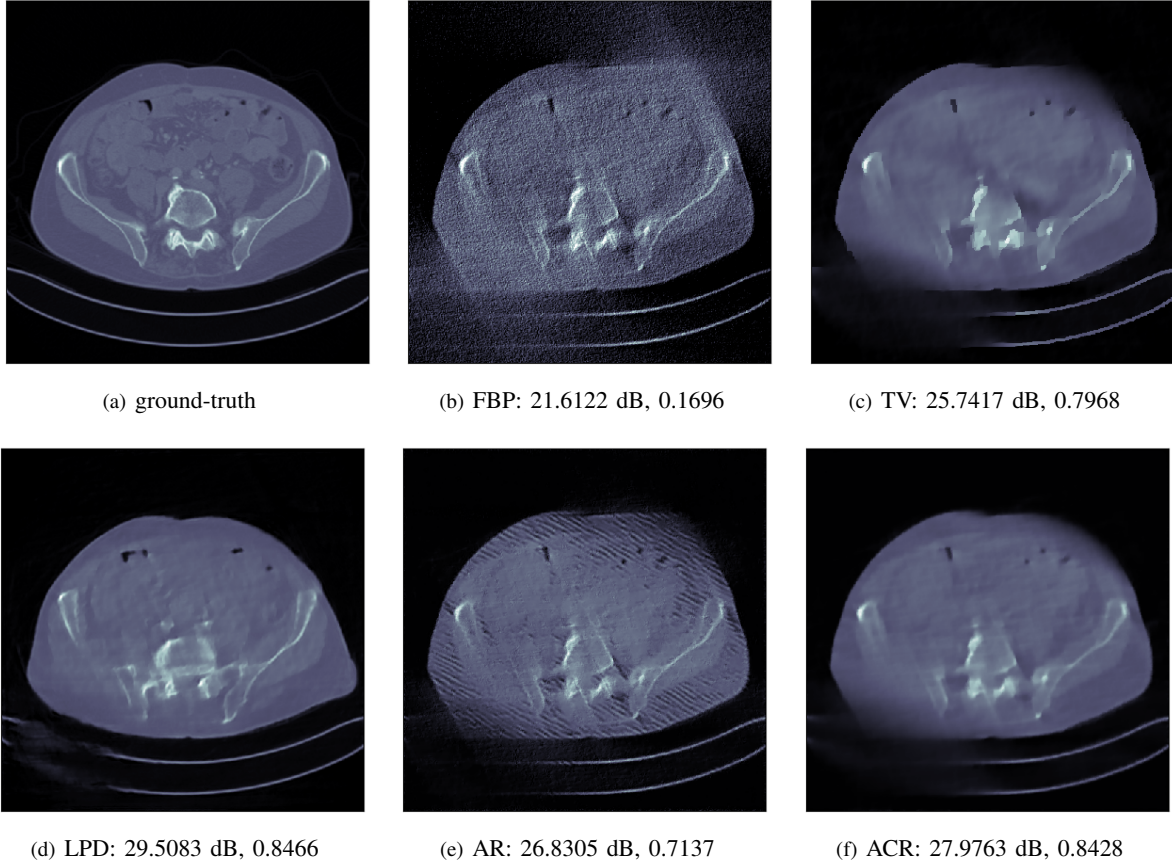 (a) ground-truth
(b) FBP: 21.6122 dB, 0.1696
(c) TV: 25.7417 dB, 0.7968
(d) LPD: 29.5083 dB, 0.8466
(e) AR: 26.8305 dB, 0.7137
(f) ACR: 27.9763 dB, 0.8428